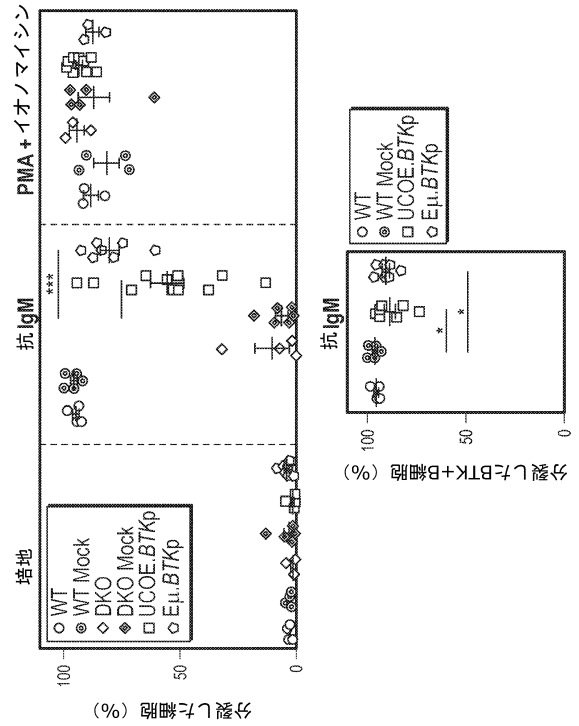 培地
抗IgM
PMA + イオノマイシン
100
50
0
分裂した細胞 (%)
WT
WT Mock
DKO
DKO Mock
UCOE.BTKp
Eμ.BTKp
***
抗IgM
100
50
0
分裂したBTK+B細胞 (%)
*
*
WT
WT Mock
UCOE.BTKp
Eμ.BTKp